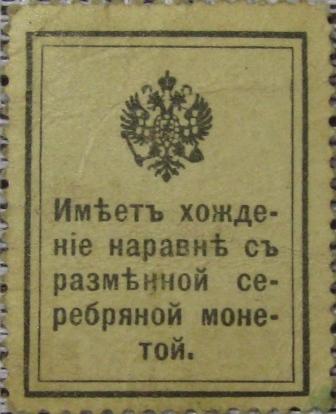 Имѣетъ хожде-
ніе наравнѣ съ
размѣнной се-
ребряной моне-
той.